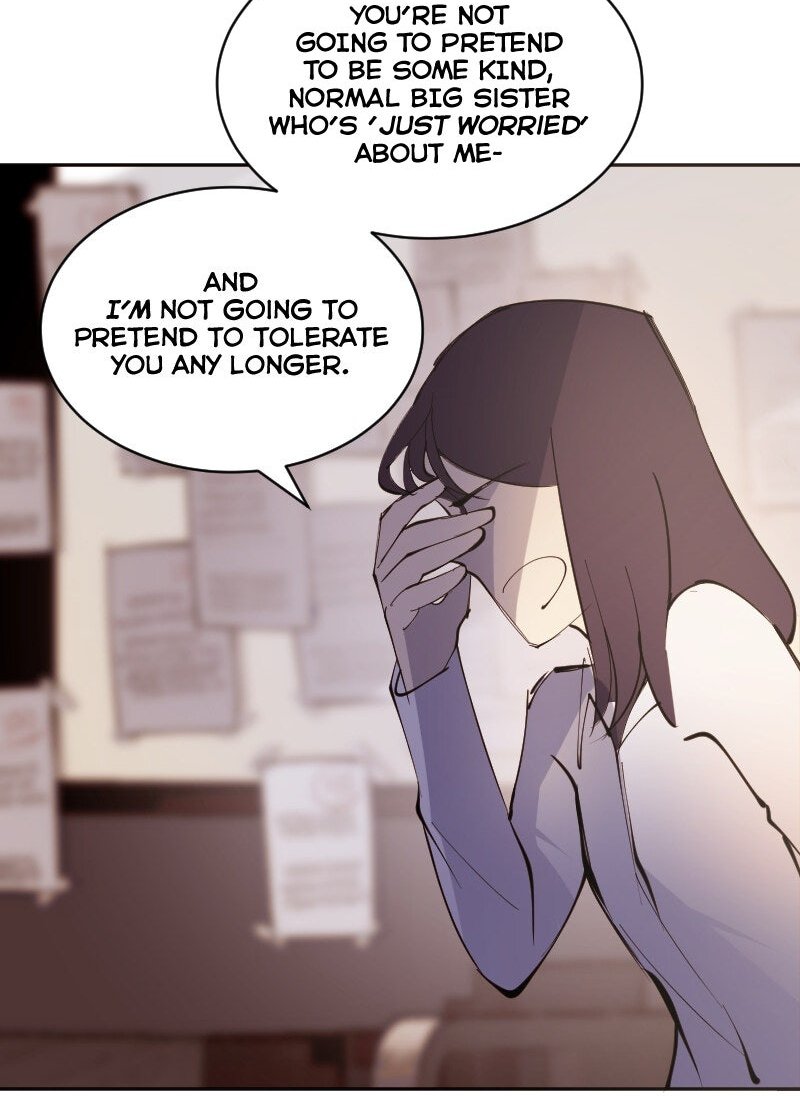 YOU'RE NOT
GOING TO PRETEND
TO BE SOME KIND,
NORMAL BIG SISTER
WHO'S 'JUST WORRIED'
ABOUT ME-
AND
I'M NOT GOING TO
PRETEND TO TOLERATE
YOU ANY LONGER.